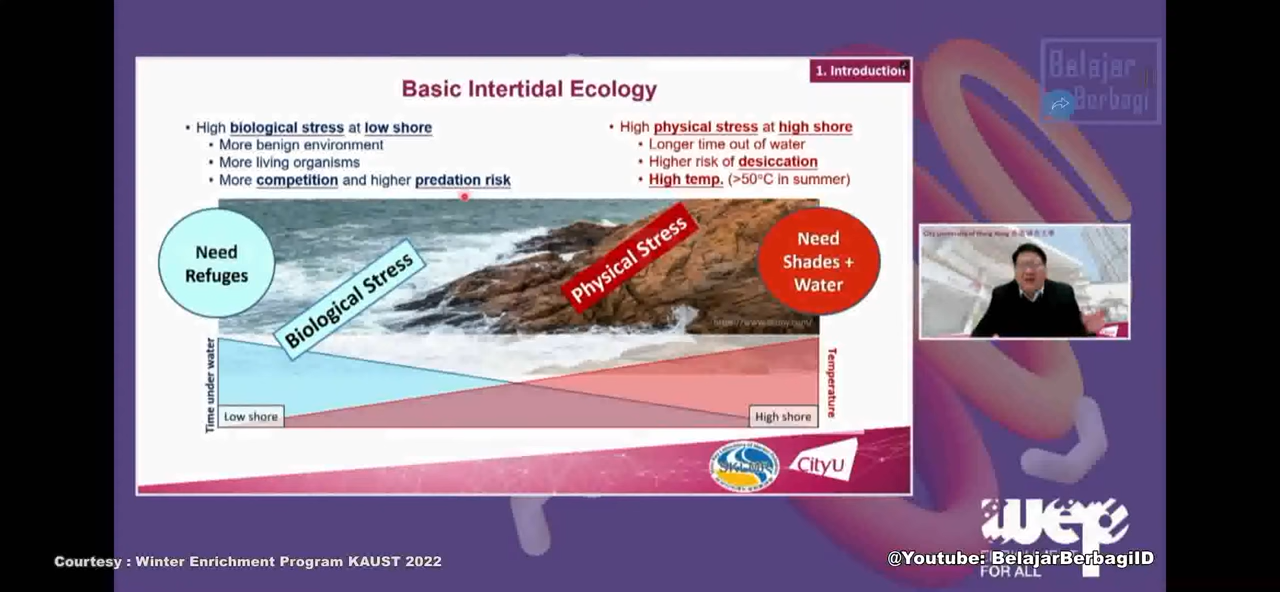 Belajar
Berbagi
1. Introduction
Basic Intertidal Ecology
• High biological stress at low shore
• More benign environment
• More living organisms
• More competition and higher predation risk
• High physical stress at high shore
• Longer time out of water
• Higher risk of desiccation
• High temp. (>50°C in summer)
Need
Refuges
Biological Stress
Physical Stress
Need
Shades +
Water
Time under water
Temperature
Low shore
High shore
CityU
City University of Hong Kong
CityU
wep
FOR ALL
Courtesy : Winter Enrichment Program KAUST 2022
@Youtube: BelajarBerbagiID